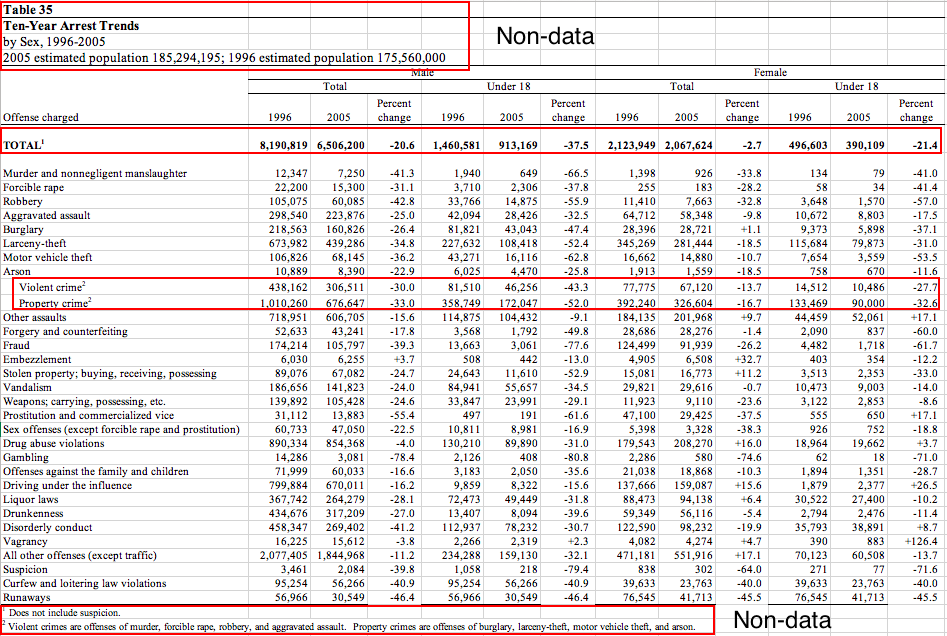 Table 35
Ten-Year Arrest Trends
by Sex, 1996-2005
2005 estimated population 185,294,195; 1996 estimated population 175,560,000
Non-data
Male Female
Total Under 18 Total Under 18
Percent Percent Percent Percent
Offense charged 1996 2005 change 1996 2005 change 1996 2005 change 1996 2005 change
TOTAL¹ 8,190,819 6,506,200 -20.6 1,460,581 913,169 -37.5 2,123,949 2,067,624 -2.7 496,603 390,109 -21.4
Murder and nonnegligent manslaughter 12,347 7,250 -41.3 1,940 649 -66.5 1,398 926 -33.8 134 79 -41.0
Forcible rape 22,200 15,300 -31.1 3,710 2,306 -37.8 255 183 -28.2 58 34 -41.4
Robbery 105,075 60,085 -42.8 33,766 14,875 -55.9 11,410 7,663 -32.8 3,648 1,570 -57.0
Aggravated assault 298,540 223,876 -25.0 42,094 28,426 -32.5 64,712 58,348 -9.8 10,672 8,803 -17.5
Burglary 218,563 160,826 -26.4 81,821 43,043 -47.4 28,396 28,721 +1.1 9,373 5,898 -37.1
Larceny-theft 673,982 439,286 -34.8 227,632 108,418 -52.4 345,269 281,444 -18.5 115,684 79,873 -31.0
Motor vehicle theft 106,826 68,145 -36.2 43,271 16,116 -62.8 16,662 14,880 -10.7 7,654 3,559 -53.5
Arson 10,889 8,390 -22.9 6,025 4,470 -25.8 1,913 1,559 -18.5 758 670 -11.6
Violent crime² 438,162 306,511 -30.0 81,510 46,256 -43.3 77,775 67,120 -13.7 14,512 10,486 -27.7
Property crime² 1,010,260 676,647 -33.0 358,749 172,047 -52.0 392,240 326,604 -16.7 133,469 90,000 -32.6
Other assaults 718,951 606,705 -15.6 114,875 104,432 -9.1 184,135 201,968 +9.7 44,459 52,061 +17.1
Forgery and counterfeiting 52,633 43,241 -17.8 3,568 1,792 -49.8 28,686 28,276 -1.4 2,090 837 -60.0
Fraud 174,214 105,797 -39.3 13,663 3,061 -77.6 124,499 91,939 -26.2 4,482 1,718 -61.7
Embezzlement 6,030 6,255 +3.7 508 442 -13.0 4,905 6,508 +32.7 403 354 -12.2
Stolen property; buying, receiving, possessing 89,076 67,082 -24.7 24,643 11,610 -52.9 15,081 16,773 +11.2 3,513 2,353 -33.0
Vandalism 186,656 141,823 -24.0 84,941 55,657 -34.5 29,821 29,616 -0.7 10,473 9,003 -14.0
Weapons; carrying, possessing, etc. 139,892 105,428 -24.6 33,847 23,991 -29.1 11,923 9,110 -23.6 3,122 2,853 -8.6
Prostitution and commercialized vice 31,112 13,883 -55.4 497 191 -61.6 47,100 29,425 -37.5 555 650 +17.1
Sex offenses (except forcible rape and prostitution) 60,733 47,050 -22.5 10,811 8,981 -16.9 5,398 3,328 -38.3 926 752 -18.8
Drug abuse violations 890,334 854,368 -4.0 130,210 89,890 -31.0 179,543 208,270 +16.0 18,964 19,662 +3.7
Gambling 14,286 3,081 -78.4 2,126 408 -80.8 2,286 580 -74.6 62 18 -71.0
Offenses against the family and children 71,999 60,033 -16.6 3,183 2,050 -35.6 21,038 18,868 -10.3 1,894 1,351 -28.7
Driving under the influence 799,884 670,011 -16.2 9,859 8,322 -15.6 137,666 159,087 +15.6 1,879 2,377 +26.5
Liquor laws 367,742 264,279 -28.1 72,473 49,449 -31.8 88,473 94,138 +6.4 30,522 27,400 -10.2
Drunkenness 434,676 317,209 -27.0 13,407 8,094 -39.6 59,349 56,116 -5.4 2,794 2,476 -11.4
Disorderly conduct 458,347 269,402 -41.2 112,937 78,232 -30.7 122,590 98,232 -19.9 35,793 38,891 +8.7
Vagrancy 16,225 15,612 -3.8 2,266 2,319 +2.3 4,082 4,274 +4.7 390 883 +126.4
All other offenses (except traffic) 2,077,405 1,844,968 -11.2 234,288 159,130 -32.1 471,181 551,916 +17.1 70,123 60,508 -13.7
Suspicion 3,461 2,084 -39.8 1,058 218 -79.4 838 302 -64.0 271 77 -71.6
Curfew and loitering law violations 95,254 56,266 -40.9 95,254 56,266 -40.9 39,633 23,763 -40.0 39,633 23,763 -40.0
Runaways 56,966 30,549 -46.4 56,966 30,549 -46.4 76,545 41,713 -45.5 76,545 41,713 -45.5
¹ Does not include suspicion.
² Violent crimes are offenses of murder, forcible rape, robbery, and aggravated assault. Property crimes are offenses of burglary, larceny-theft, motor vehicle theft, and arson.
Non-data